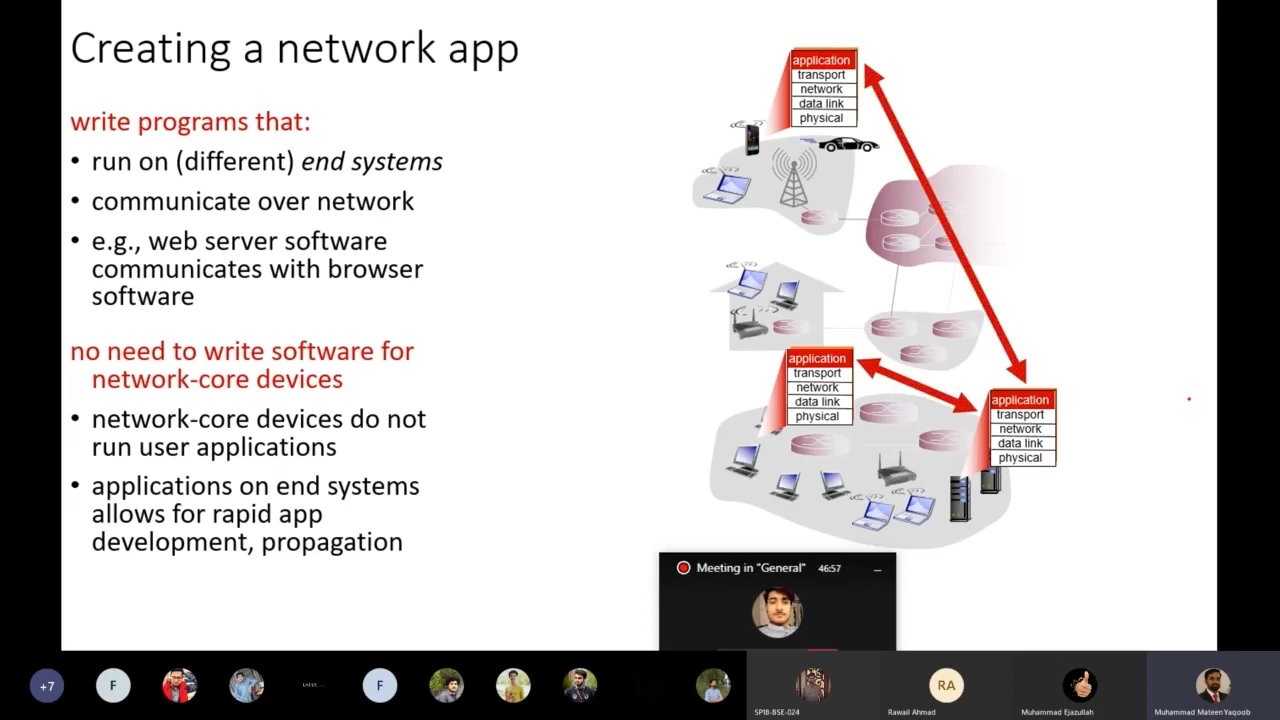 Creating a network app
write programs that:
• run on (different) end systems
• communicate over network
• e.g., web server software
communicates with browser
software
no need to write software for
network-core devices
• network-core devices do not
run user applications
• applications on end systems
allows for rapid app
development, propagation
application
transport
network
data link
physical
application
transport
network
data link
physical
application
transport
network
data link
physical
Meeting in "General" 46:57
+7
F
F
SP18-BSE-024
RA
Rawail Ahmad
Muhammad Ejazullah
Muhammad Mateen Yaqoob